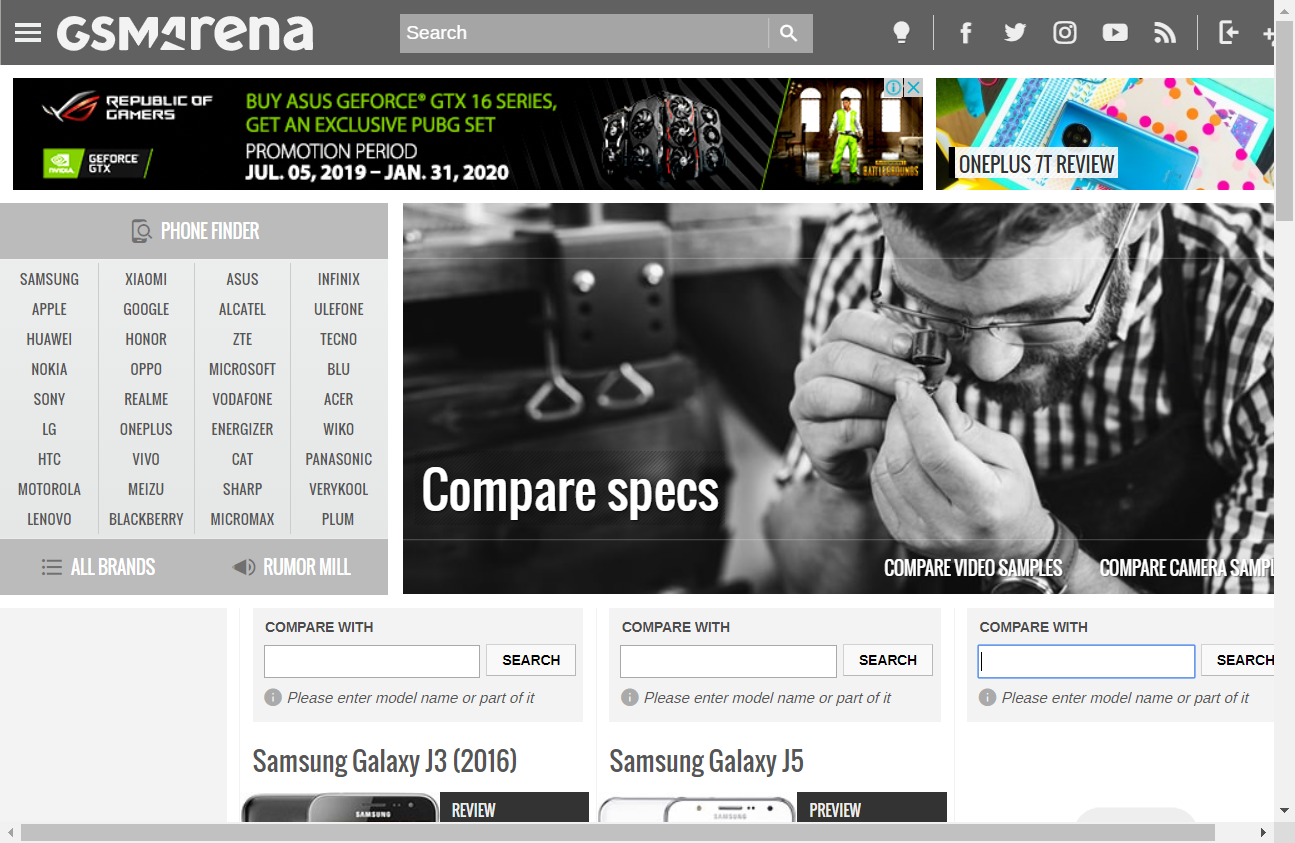 GSMArena
Search
REPUBLIC OF
GAMERS
NVIDIA
GEFORCE
GTX
BUY ASUS GEFORCE® GTX 16 SERIES,
GET AN EXCLUSIVE PUBG SET
PROMOTION PERIOD
JUL. 05, 2019 – JAN. 31, 2020
BATTLEGROUNDS
ONEPLUS 7T REVIEW
PHONE FINDER
SAMSUNG XIAOMI ASUS INFINIX
APPLE GOOGLE ALCATEL ULEFONE
HUAWEI HONOR ZTE TECNO
NOKIA OPPO MICROSOFT BLU
SONY REALME VODAFONE ACER
LG ONEPLUS ENERGIZER WIKO
HTC VIVO CAT PANASONIC
MOTOROLA MEIZU SHARP VERYKOOL
LENOVO BLACKBERRY MICROMAX PLUM
ALL BRANDS RUMOR MILL
Compare specs
COMPARE VIDEO SAMPLES COMPARE CAMERA SAMPL
COMPARE WITH COMPARE WITH COMPARE WITH
SEARCH SEARCH SEARCH
Please enter model name or part of it Please enter model name or part of it Please enter model name or part of it
Samsung Galaxy J3 (2016) Samsung Galaxy J5
SAMSUNG REVIEW SAMSUNG PREVIEW